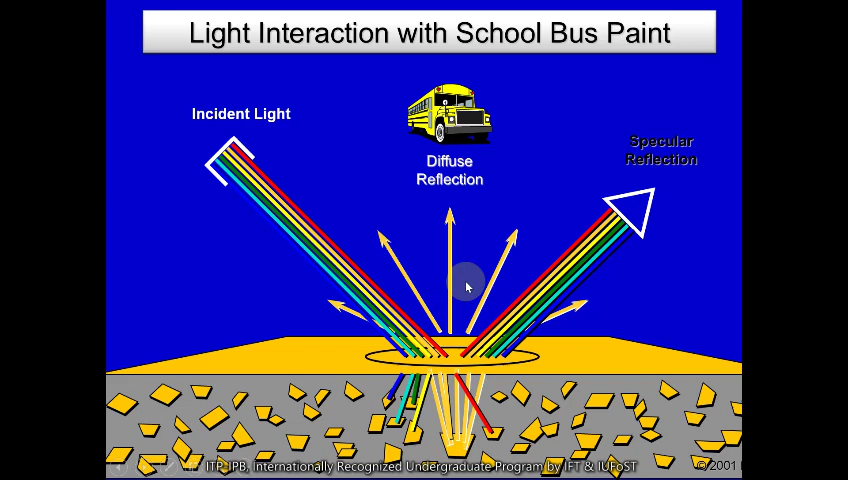 Light Interaction with School Bus Paint
Incident Light
Diffuse
Reflection
Specular
Reflection
ITP, IPB, Internationally Recognized Undergraduate Program by IFT & IUFoST
© 2001